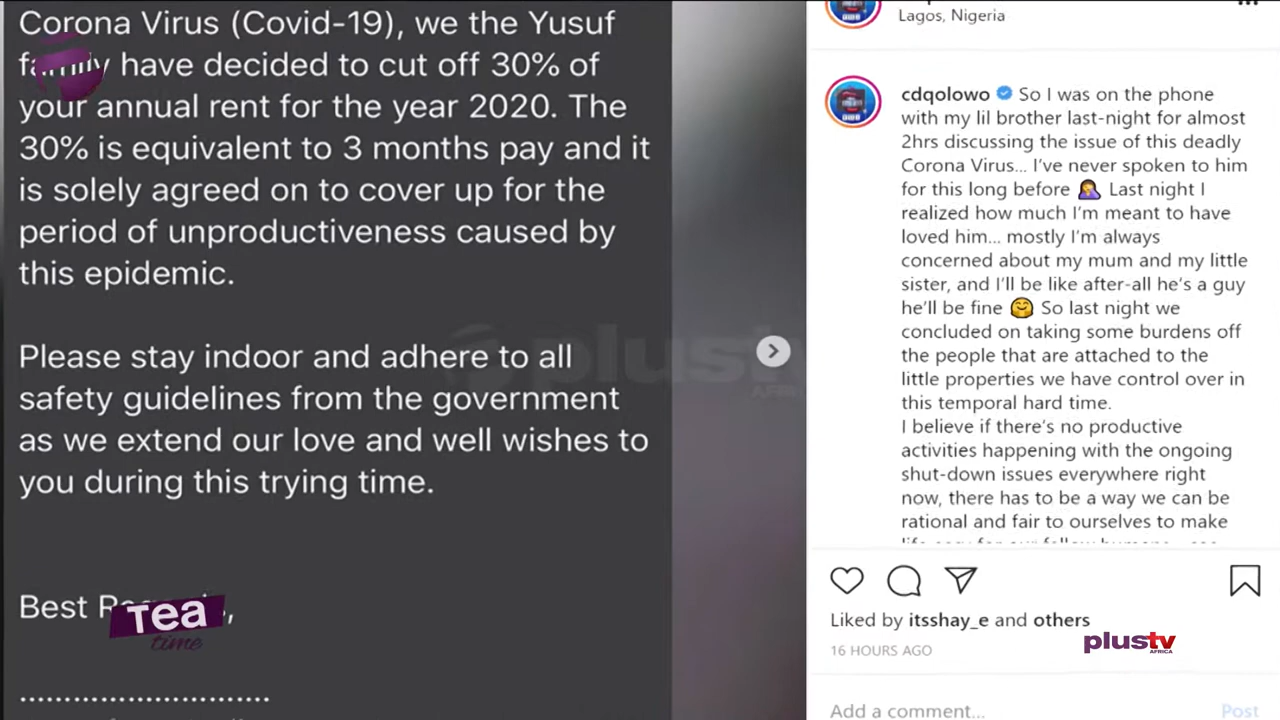 Corona Virus (Covid-19), we the Yusuf
family have decided to cut off 30% of
your annual rent for the year 2020. The
30% is equivalent to 3 months pay and it
is solely agreed on to cover up for the
period of unproductiveness caused by
this epidemic.
Please stay indoor and adhere to all
safety guidelines from the government
as we extend our love and well wishes to
you during this trying time.
Best
...........................
Tea
time
plustv
AFRICA
Lagos, Nigeria
cdqolowo So I was on the phone
with my lil brother last-night for almost
2hrs discussing the issue of this deadly
Corona Virus... I've never spoken to him
for this long before 🤦‍♀️ Last night I
realized how much I'm meant to have
loved him... mostly I'm always
concerned about my mum and my little
sister, and I'll be like after-all he's a guy
he'll be fine 🤗 So last night we
concluded on taking some burdens off
the people that are attached to the
little properties we have control over in
this temporal hard time.
I believe if there's no productive
activities happening with the ongoing
shut-down issues everywhere right
now, there has to be a way we can be
rational and fair to ourselves to make
Liked by itsshay_e and others
16 HOURS AGO
plustv
AFRICA
Add a comment...
Post